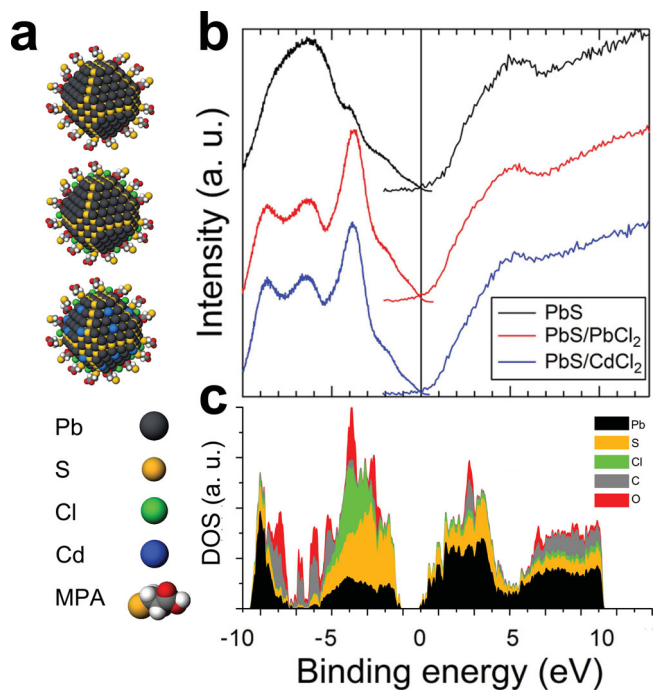 a
Pb
S
Cl
Cd
MPA
b
Intensity (a. u.)
PbS
PbS/PbCl2
PbS/CdCl2
c
DOS (a. u.)
Pb
S
Cl
C
O
-10 -5 0 5 10
Binding energy (eV)